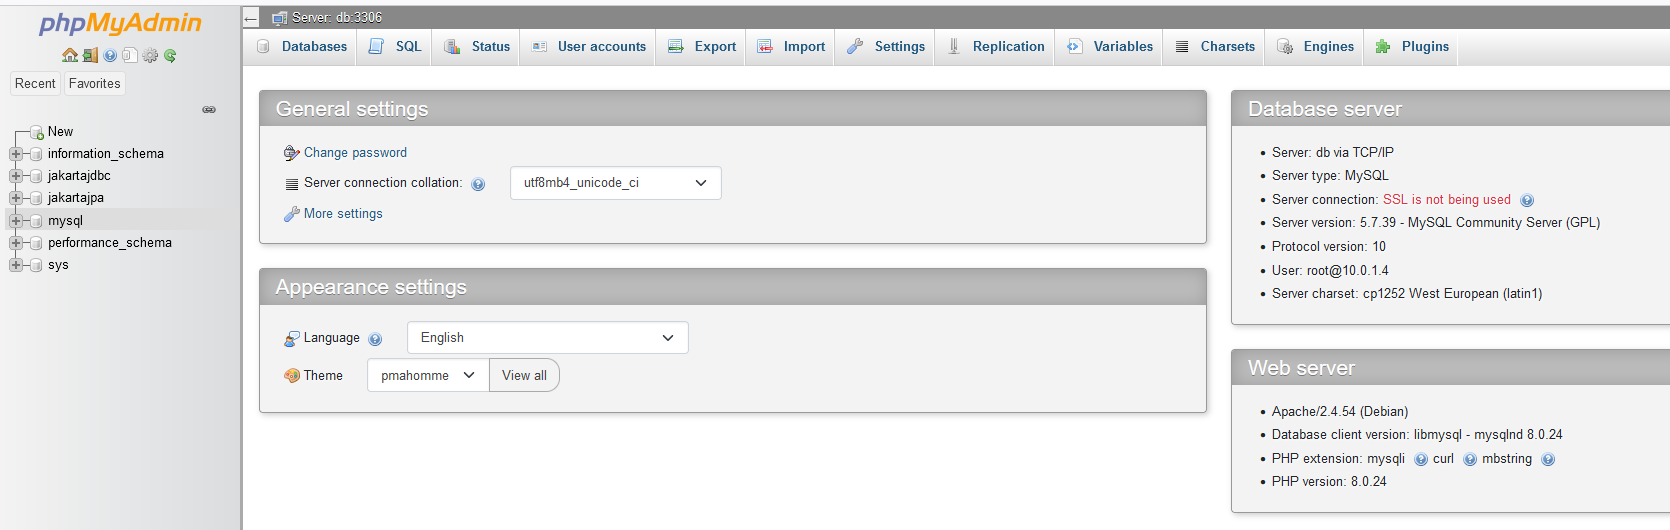 phpMyAdmin
Recent Favorites
New
information_schema
jakartajdbc
jakartajpa
mysql
performance_schema
sys
Server: db:3306
Databases SQL Status User accounts Export Import Settings Replication Variables Charsets Engines Plugins
General settings
Change password
Server connection collation: utf8mb4_unicode_ci
More settings
Appearance settings
Language English
Theme pmahomme View all
Database server
Server: db via TCP/IP
Server type: MySQL
Server connection: SSL is not being used
Server version: 5.7.39 - MySQL Community Server (GPL)
Protocol version: 10
User: root@10.0.1.4
Server charset: cp1252 West European (latin1)
Web server
Apache/2.4.54 (Debian)
Database client version: libmysql - mysqlnd 8.0.24
PHP extension: mysqli curl mbstring
PHP version: 8.0.24